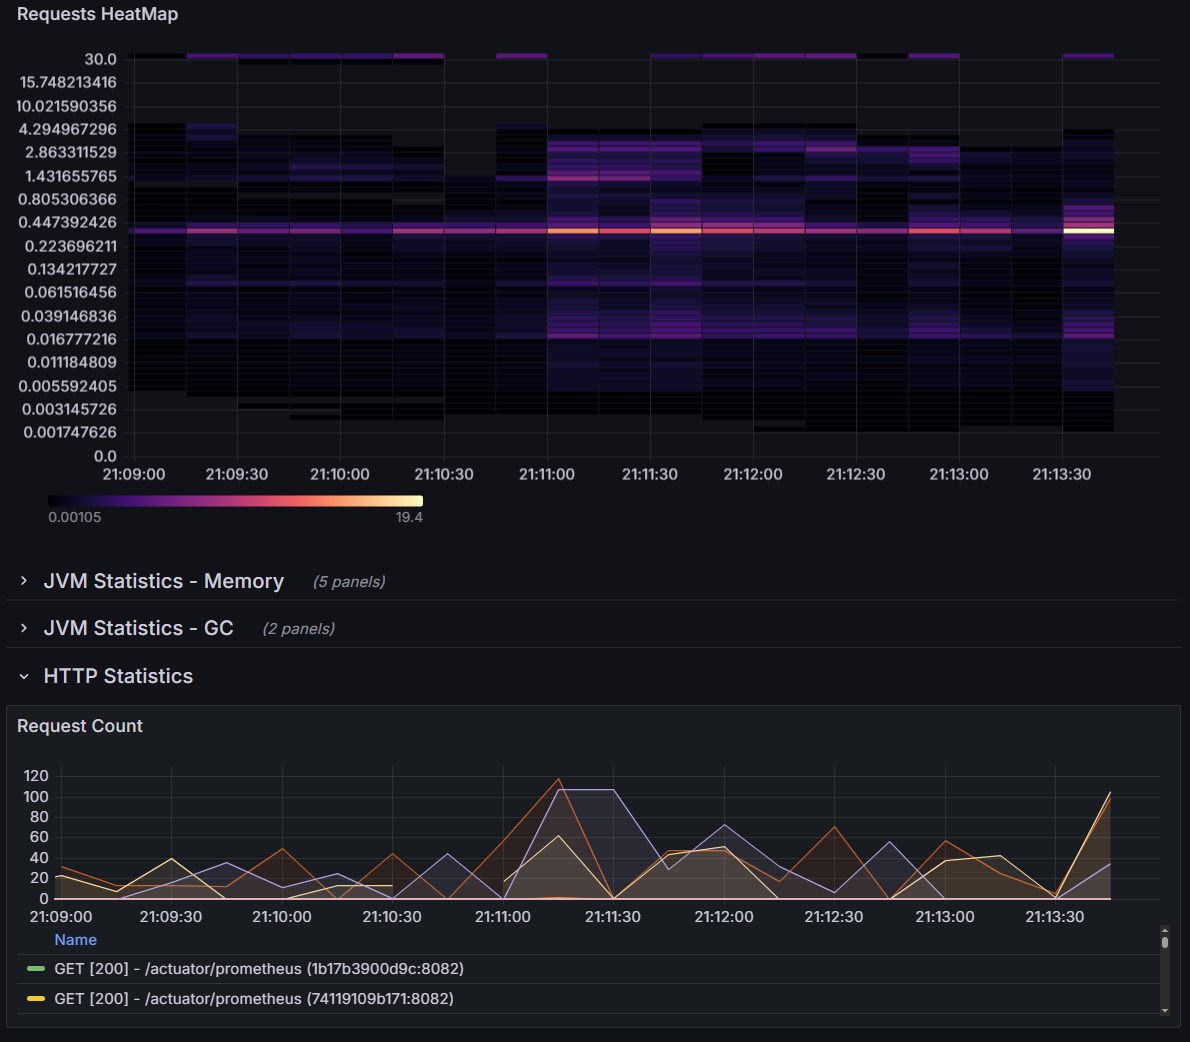 Requests HeatMap
30.0
15.748213416
10.021590356
4.294967296
2.863311529
1.431655765
0.805306366
0.447392426
0.223696211
0.134217727
0.061516456
0.039146836
0.016777216
0.011184809
0.005592405
0.003145726
0.001747626
0.0
21:09:00 21:09:30 21:10:00 21:10:30 21:11:00 21:11:30 21:12:00 21:12:30 21:13:00 21:13:30
0.00105 19.4
JVM Statistics - Memory (5 panels)
JVM Statistics - GC (2 panels)
HTTP Statistics
Request Count
120
100
80
60
40
20
0
21:09:00 21:09:30 21:10:00 21:10:30 21:11:00 21:11:30 21:12:00 21:12:30 21:13:00 21:13:30
Name
GET [200] - /actuator/prometheus (1b17b3900d9c:8082)
GET [200] - /actuator/prometheus (74119109b171:8082)